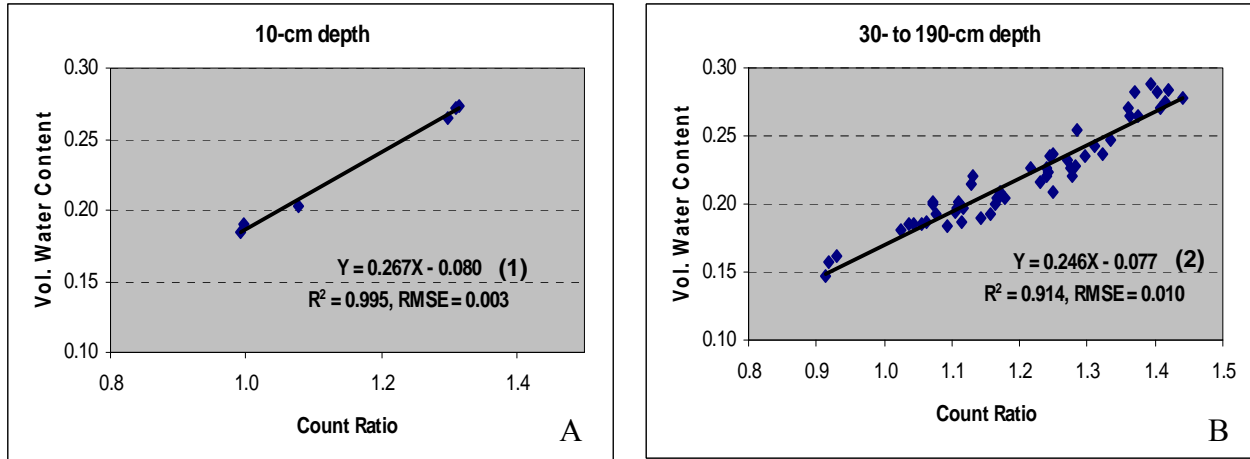 10-cm depth
0.30
0.25
0.20
0.15
0.10
Vol. Water Content
Y = 0.267X - 0.080 (1)
R² = 0.995, RMSE = 0.003
0.8 1.0 1.2 1.4
Count Ratio
A
30- to 190-cm depth
0.30
0.25
0.20
0.15
0.10
Vol. Water Content
Y = 0.246X - 0.077 (2)
R² = 0.914, RMSE = 0.010
0.8 0.9 1.0 1.1 1.2 1.3 1.4 1.5
Count Ratio
B